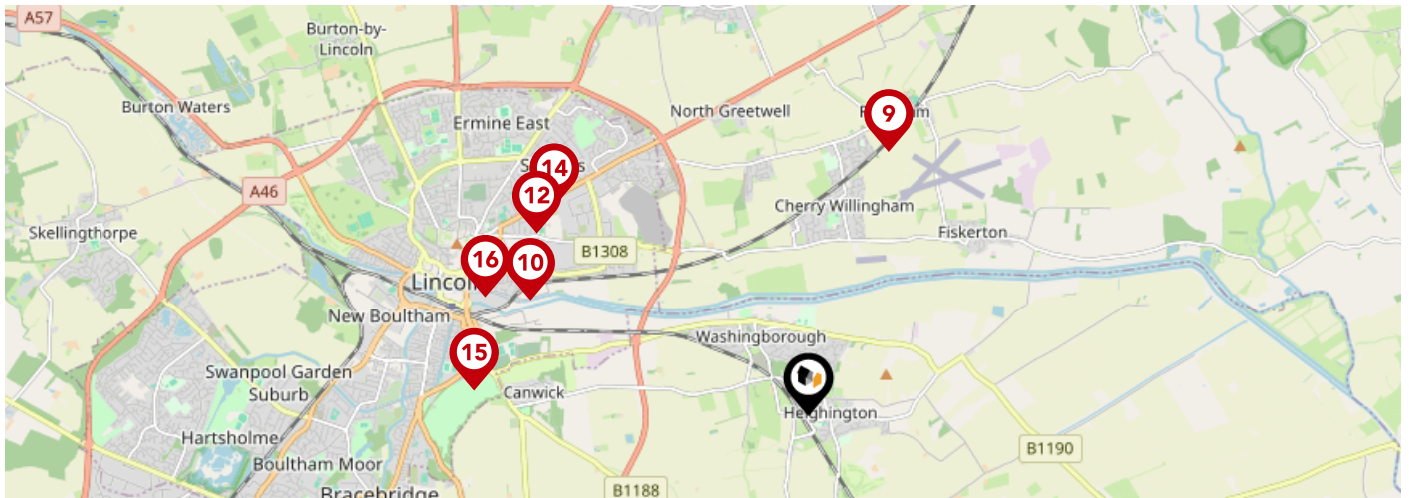 A57
Burton-by-
Lincoln
Burton Waters
Ermine East
North Greetwell
9
14
12
A46
Cherry Willingham
Skellingthorpe
Fiskerton
B1308
16
10
New Boultham
Washingborough
15
Swanpool Garden
Suburb
Canwick
Heighington
Hartsholme
B1190
Boultham Moor
Bracebridge
B1188